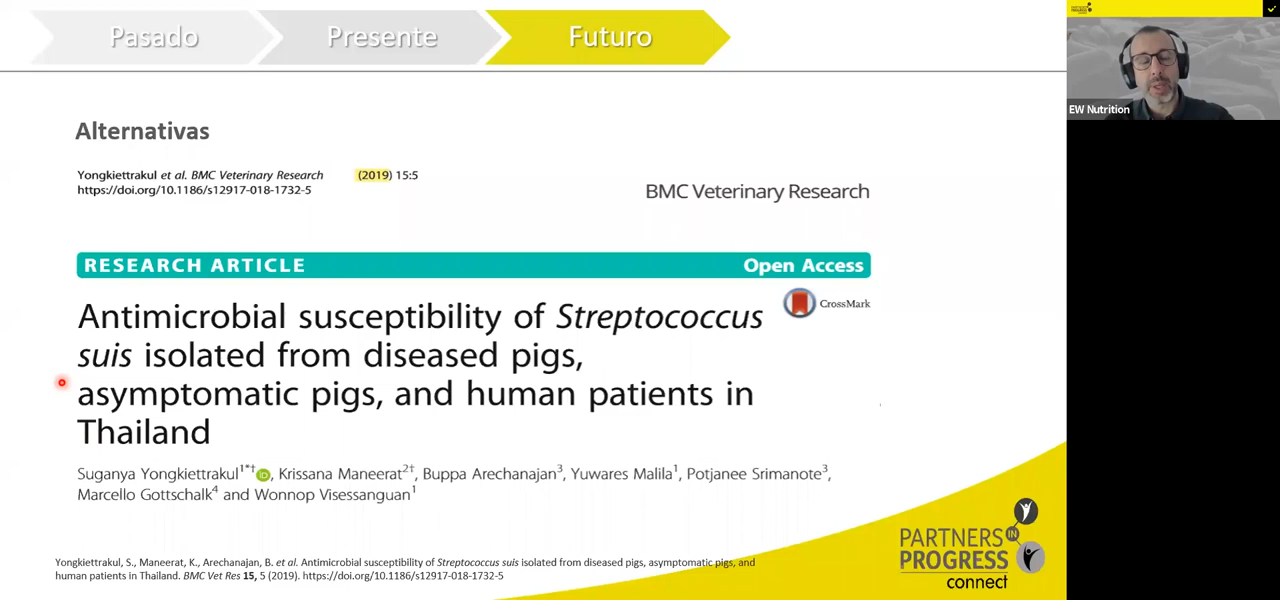 Pasado
Presente
Futuro
EW Nutrition
Alternativas
Yongkiettrakul et al. BMC Veterinary Research (2019) 15:5
https://doi.org/10.1186/s12917-018-1732-5
BMC Veterinary Research
RESEARCH ARTICLE
Open Access
CrossMark
Antimicrobial susceptibility of Streptococcus
suis isolated from diseased pigs,
asymptomatic pigs, and human patients in
Thailand
Suganya Yongkiettrakul1*†, Krissana Maneerat2†, Buppa Arechanajan3, Yuwares Malila1, Potjanee Srimanote3,
Marcello Gottschalk4 and Wonnop Visessanguan1
PARTNERS IN
PROGRESS
connect
Yongkiettrakul, S., Maneerat, K., Arechanajan, B. et al. Antimicrobial susceptibility of Streptococcus suis isolated from diseased pigs, asymptomatic pigs, and
human patients in Thailand. BMC Vet Res 15, 5 (2019). https://doi.org/10.1186/s12917-018-1732-5